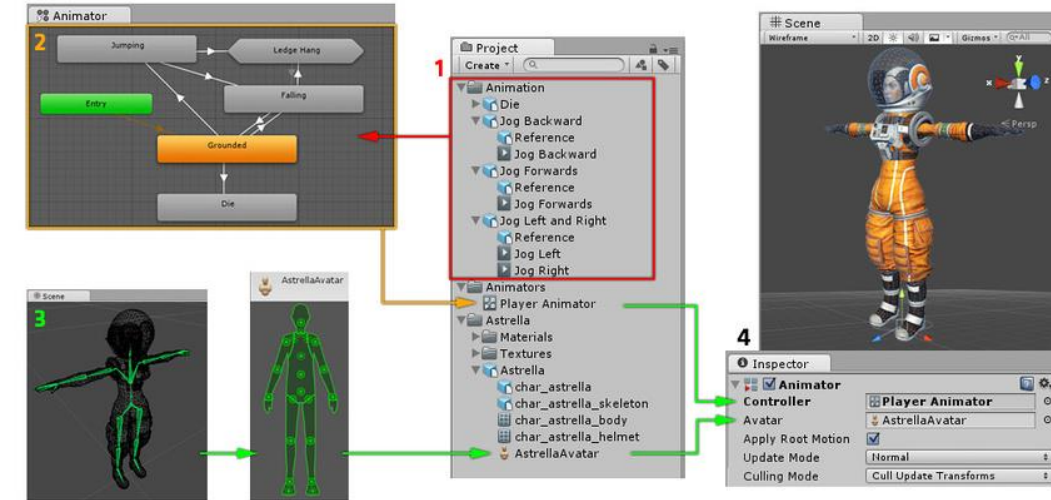 Animator
2
Jumping
Ledge Hang
Falling
Entry
Grounded
Die
1
Project
Create
Animation
Die
Jog Backward
Reference
Jog Backward
Jog Forwards
Reference
Jog Forwards
Jog Left and Right
Reference
Jog Left
Jog Right
Animators
Player Animator
Astrella
Materials
Textures
Astrella
char_astrella
char_astrella_skeleton
char_astrella_body
char_astrella_helmet
AstrellaAvatar
Scene
3
AstrellaAvatar
# Scene
Wireframe 2D Gizmos All
y
x z
Persp
4
Inspector
Animator
Controller Player Animator
Avatar AstrellaAvatar
Apply Root Motion
Update Mode Normal
Culling Mode Cull Update Transforms